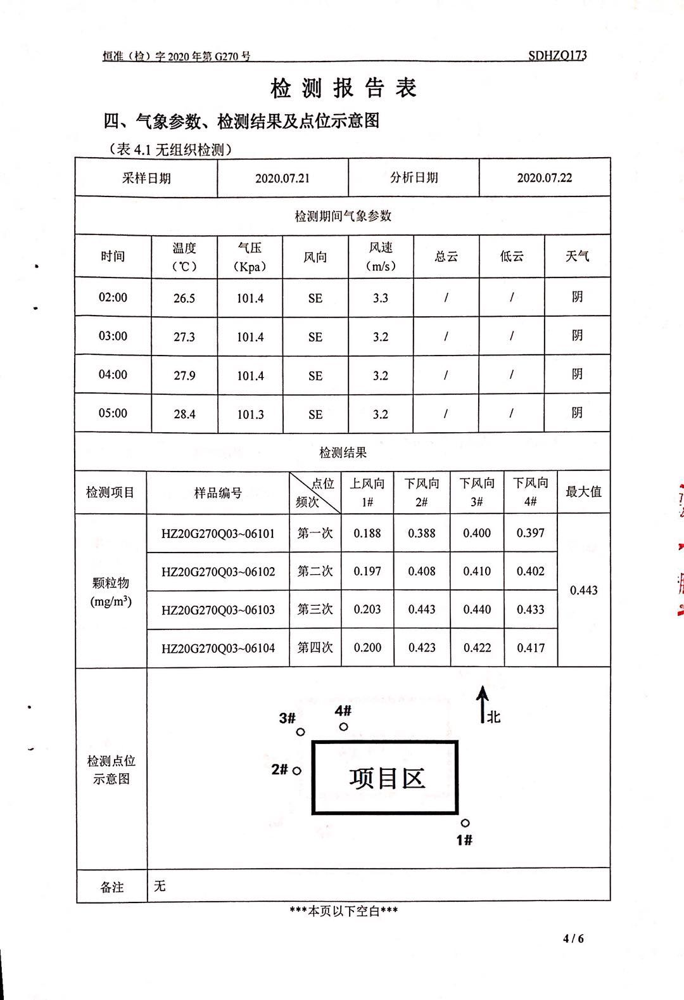 恒准（检）字 2020 年第 G270 号 SDHZQ173
检测报告表
四、气象参数、检测结果及点位示意图
（表 4.1 无组织检测）
采样日期 2020.07.21 分析日期 2020.07.22
检测期间气象参数
时间 温度（℃） 气压（Kpa） 风向 风速（m/s） 总云 低云 天气
02:00 26.5 101.4 SE 3.3 / / 阴
03:00 27.3 101.4 SE 3.2 / / 阴
04:00 27.9 101.4 SE 3.2 / / 阴
05:00 28.4 101.3 SE 3.2 / / 阴
检测结果
检测项目 样品编号 点位 频次 上风向 1# 下风向 2# 下风向 3# 下风向 4# 最大值
颗粒物 (mg/m³)
HZ20G270Q03~06101 第一次 0.188 0.388 0.400 0.397
HZ20G270Q03~06102 第二次 0.197 0.408 0.410 0.402
0.443
HZ20G270Q03~06103 第三次 0.203 0.443 0.440 0.433
HZ20G270Q03~06104 第四次 0.200 0.423 0.422 0.417
检测点位示意图
北
4#
3#
2#
项目区
1#
备注 无
***本页以下空白***
4 / 6